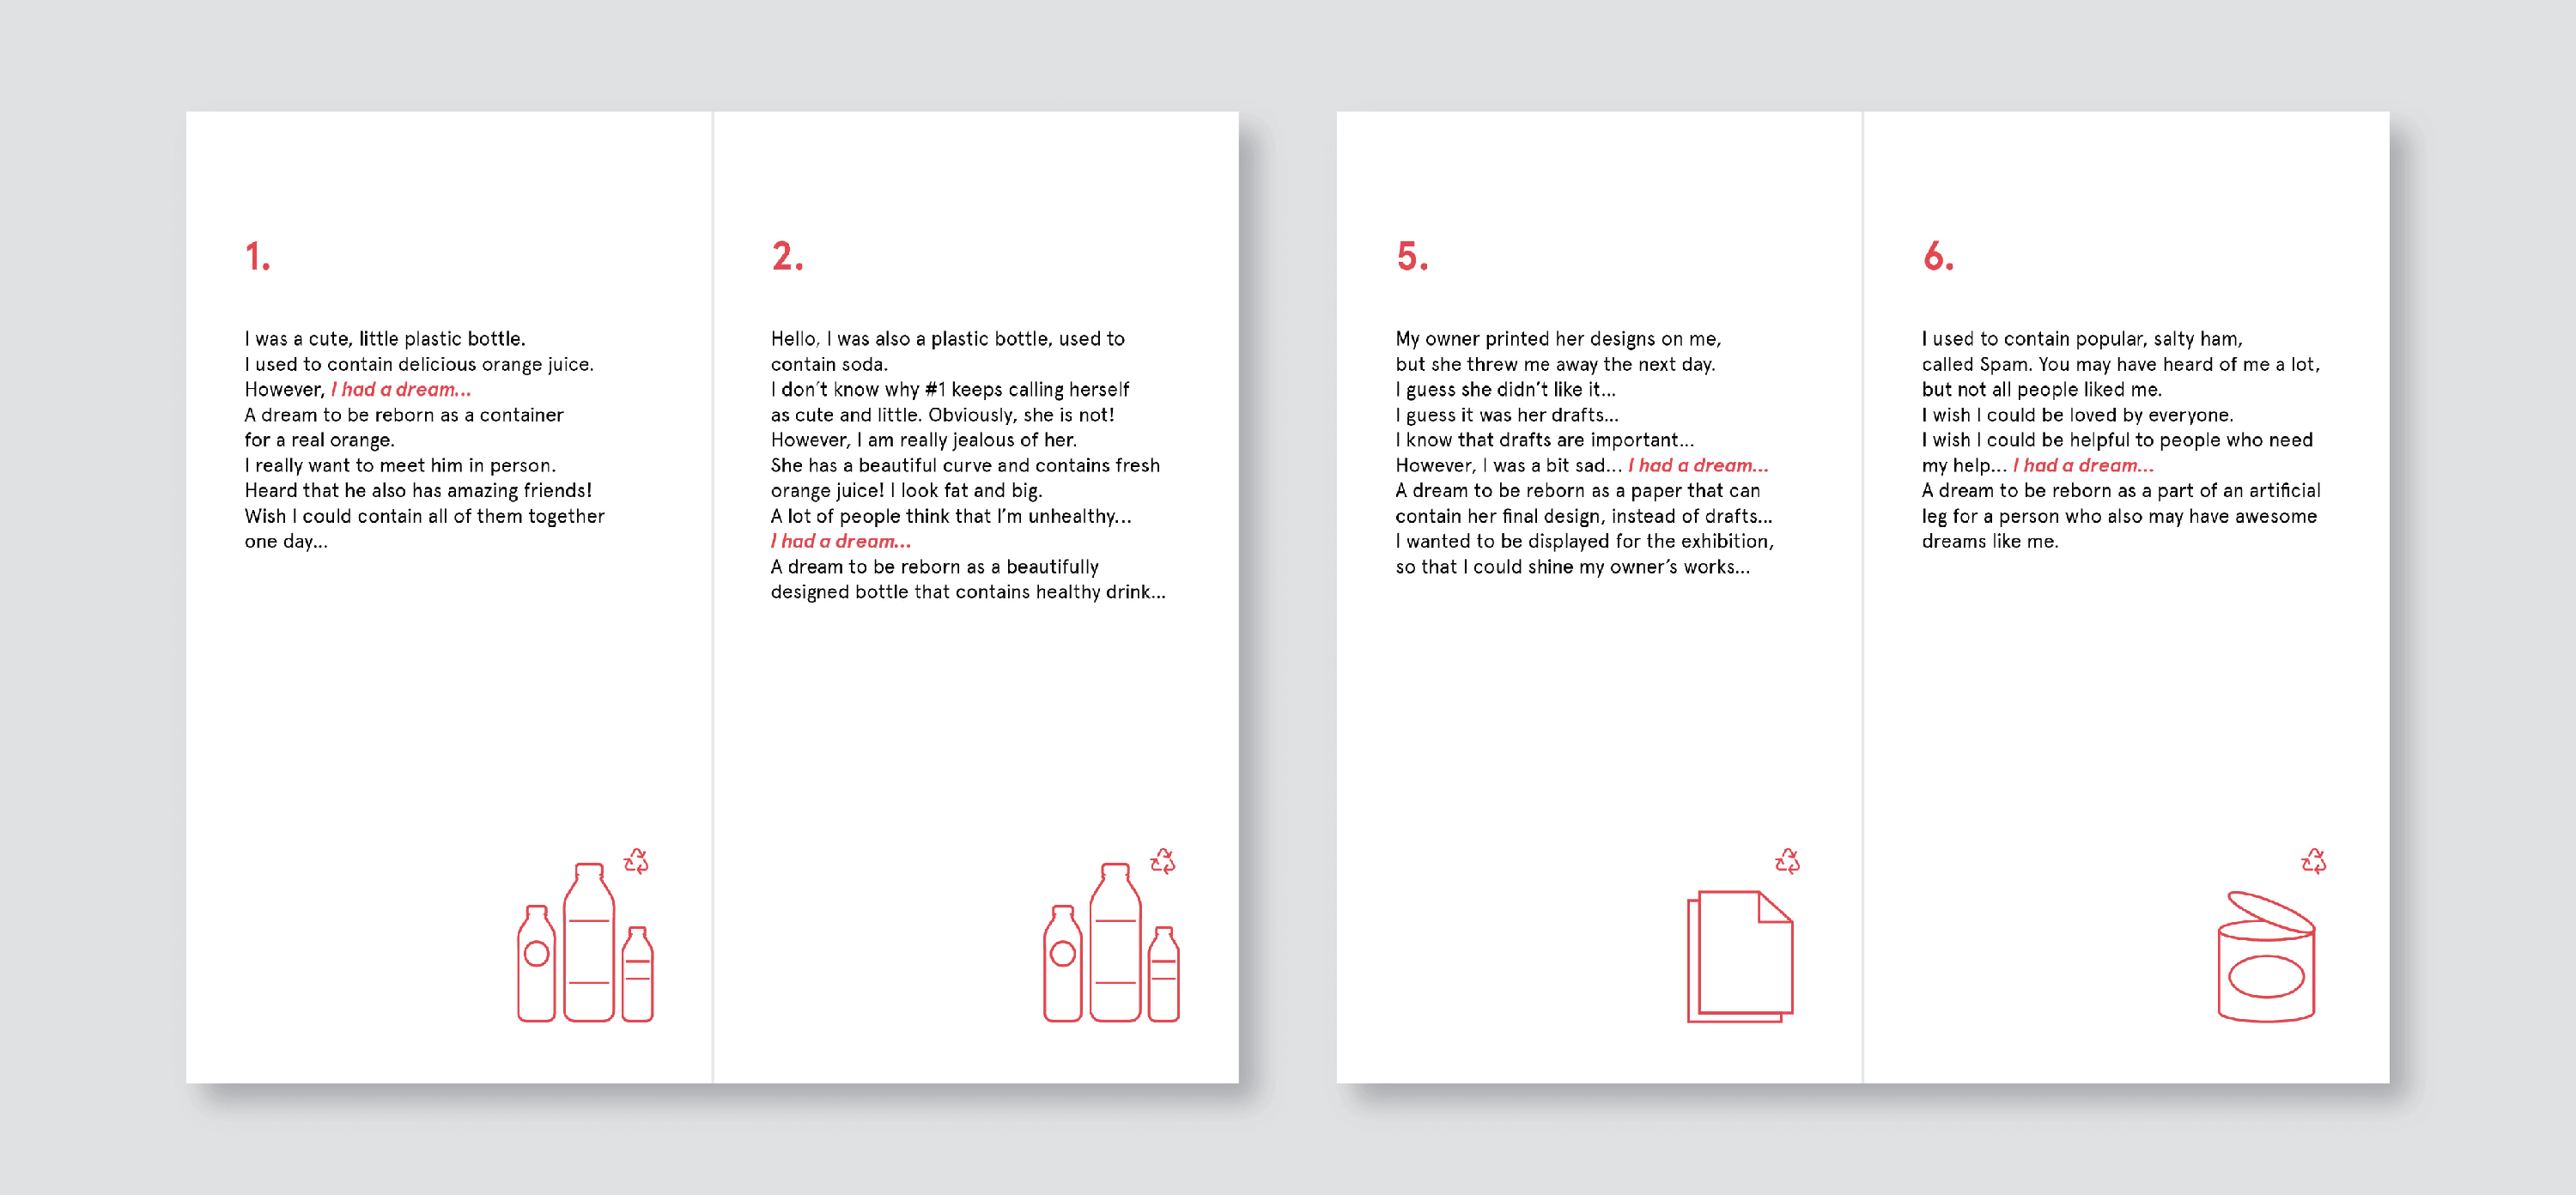 1.
I was a cute, little plastic bottle.
I used to contain delicious orange juice.
However, I had a dream...
A dream to be reborn as a container
for a real orange.
I really want to meet him in person.
Heard that he also has amazing friends!
Wish I could contain all of them together
one day...
2.
Hello, I was also a plastic bottle, used to
contain soda.
I don't know why #1 keeps calling herself
as cute and little. Obviously, she is not!
However, I am really jealous of her.
She has a beautiful curve and contains fresh
orange juice! I look fat and big.
A lot of people think that I'm unhealthy...
I had a dream...
A dream to be reborn as a beautifully
designed bottle that contains healthy drink...
5.
My owner printed her designs on me,
but she threw me away the next day.
I guess she didn't like it...
I guess it was her drafts...
I know that drafts are important...
However, I was a bit sad... I had a dream...
A dream to be reborn as a paper that can
contain her final design, instead of drafts...
I wanted to be displayed for the exhibition,
so that I could shine my owner's works...
6.
I used to contain popular, salty ham,
called Spam. You may have heard of me a lot,
but not all people liked me.
I wish I could be loved by everyone.
I wish I could be helpful to people who need
my help... I had a dream...
A dream to be reborn as a part of an artificial
leg for a person who also may have awesome
dreams like me.